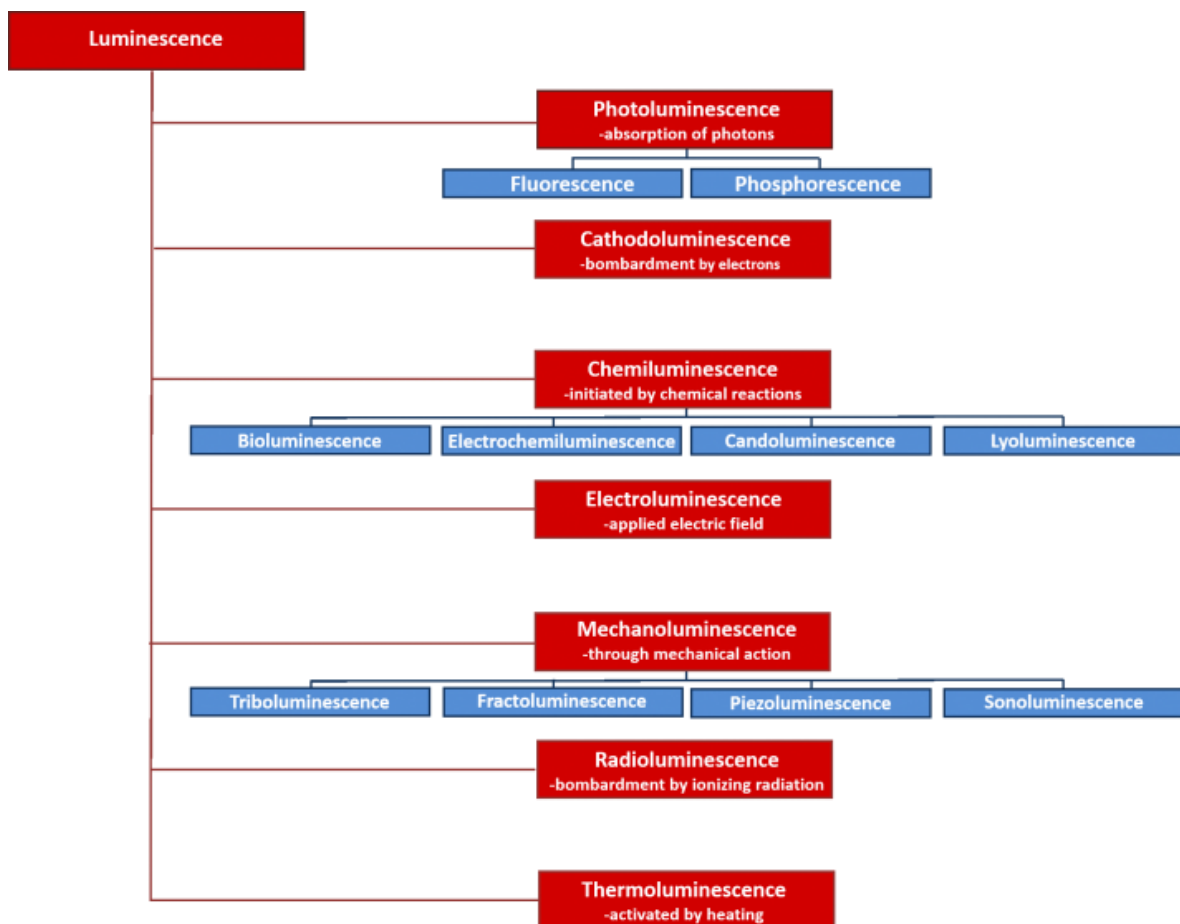 Luminescence
Photoluminescence
-absorption of photons
Fluorescence
Phosphorescence
Cathodoluminescence
-bombardment by electrons
Chemiluminescence
-initiated by chemical reactions
Bioluminescence
Electrochemiluminescence
Candoluminescence
Lyoluminescence
Electroluminescence
-applied electric field
Mechanoluminescence
-through mechanical action
Triboluminescence
Fractoluminescence
Piezoluminescence
Sonoluminescence
Radioluminescence
-bombardment by ionizing radiation
Thermoluminescence
-activated by heating